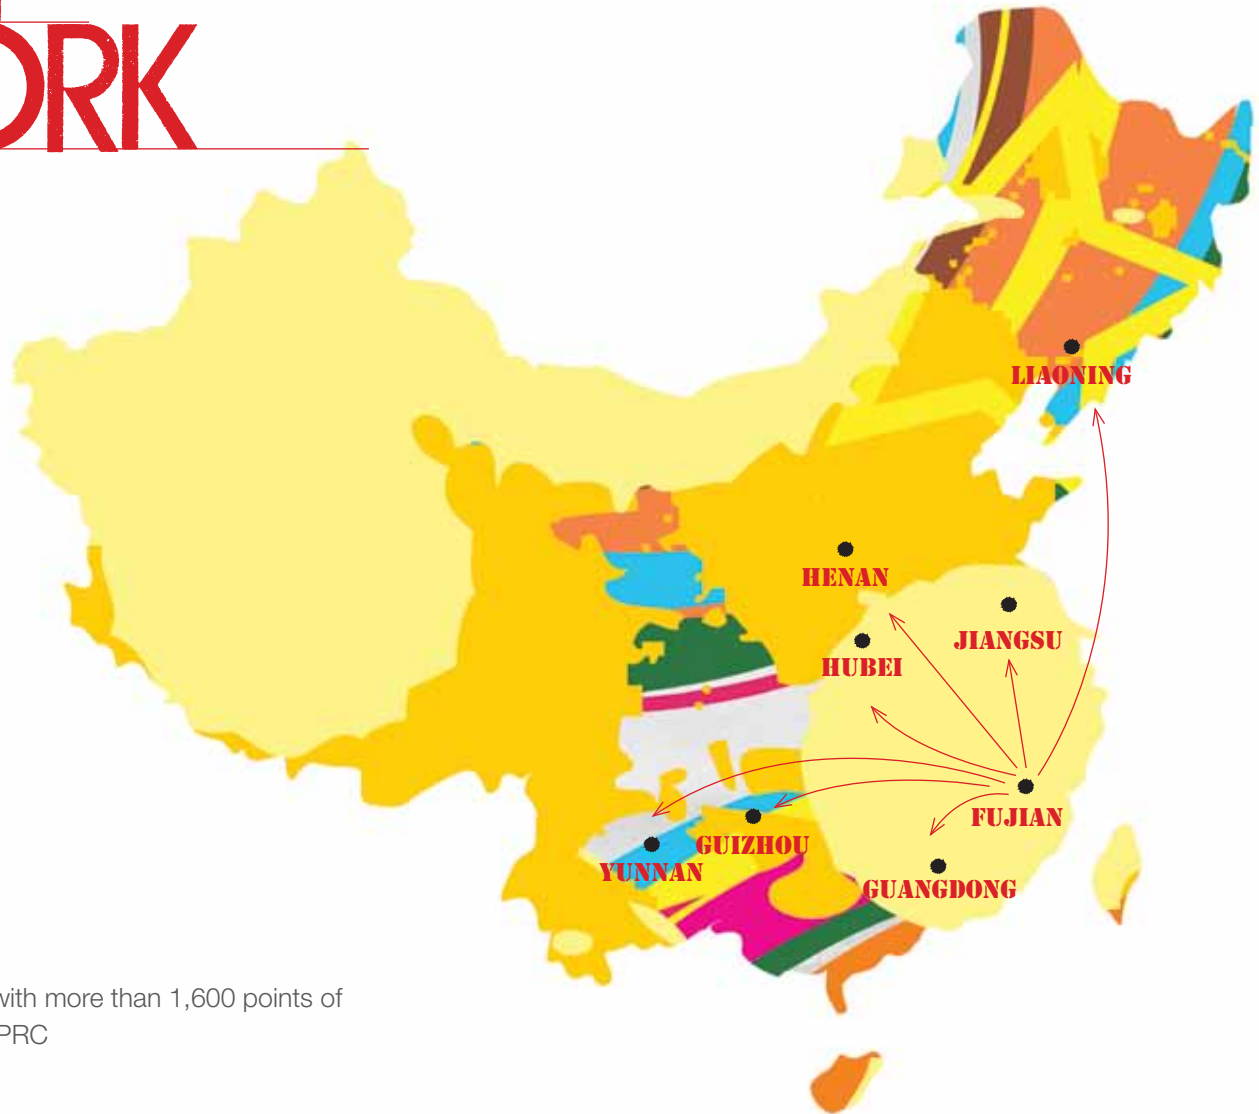 ORK
LIAONING
HENAN
JIANGSU
HUBEI
FUJIAN
GUIZHOU
YUNNAN
GUANGDONG
with more than 1,600 points of
PRC